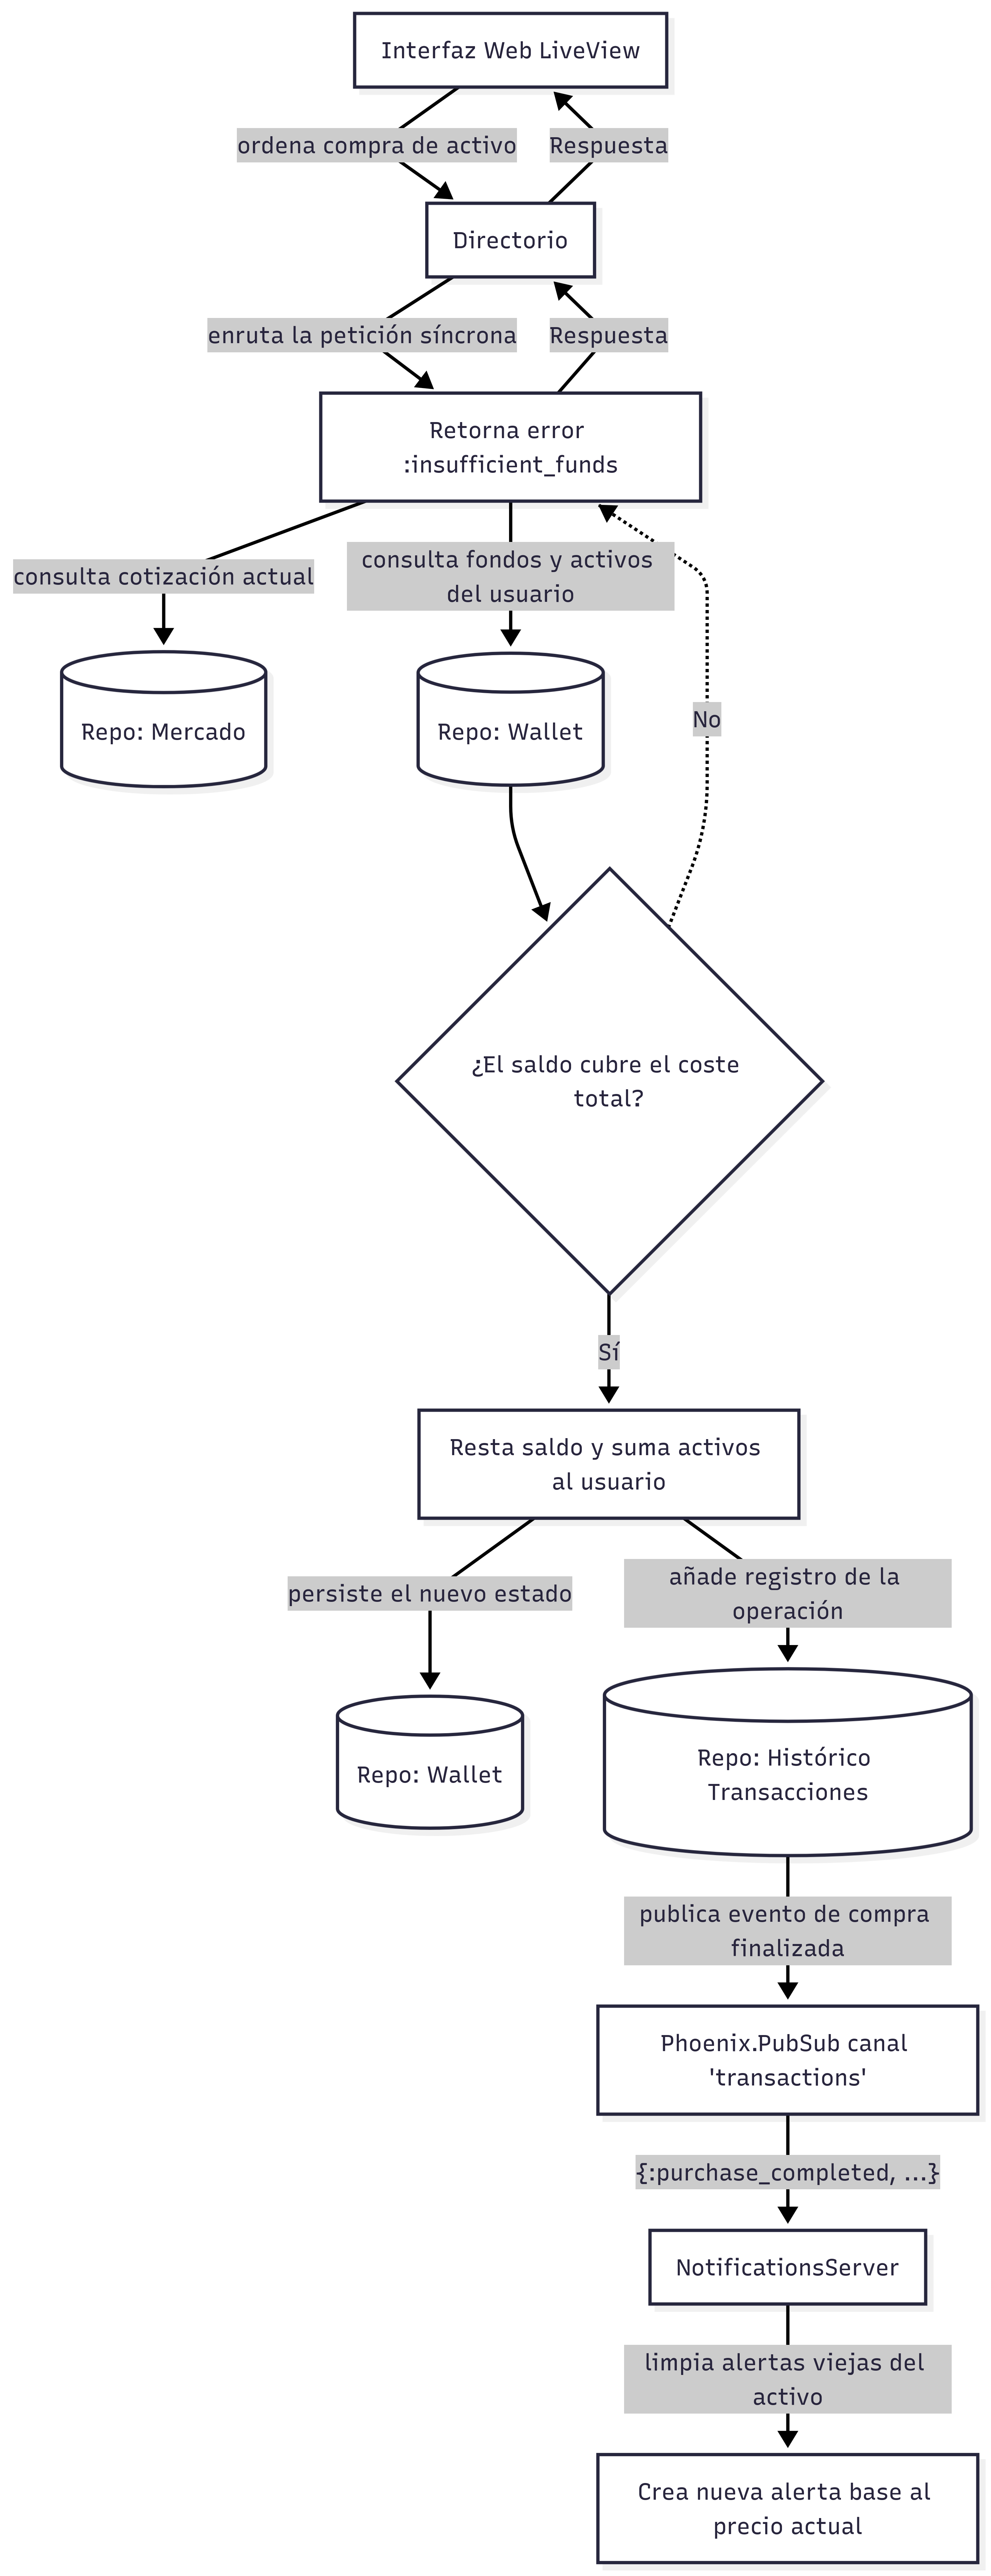 Interfaz Web LiveView
ordena compra de activo
Respuesta
Directorio
enruta la petición síncrona
Respuesta
Retorna error
:insufficient_funds
consulta cotización actual
consulta fondos y activos
del usuario
Repo: Mercado
Repo: Wallet
No
¿El saldo cubre el coste
total?
Sí
Resta saldo y suma activos
al usuario
persiste el nuevo estado
añade registro de la
operación
Repo: Wallet
Repo: Histórico
Transacciones
publica evento de compra
finalizada
Phoenix.PubSub canal
'transactions'
{:purchase_completed, ...}
NotificationsServer
limpia alertas viejas del
activo
Crea nueva alerta base al
precio actual